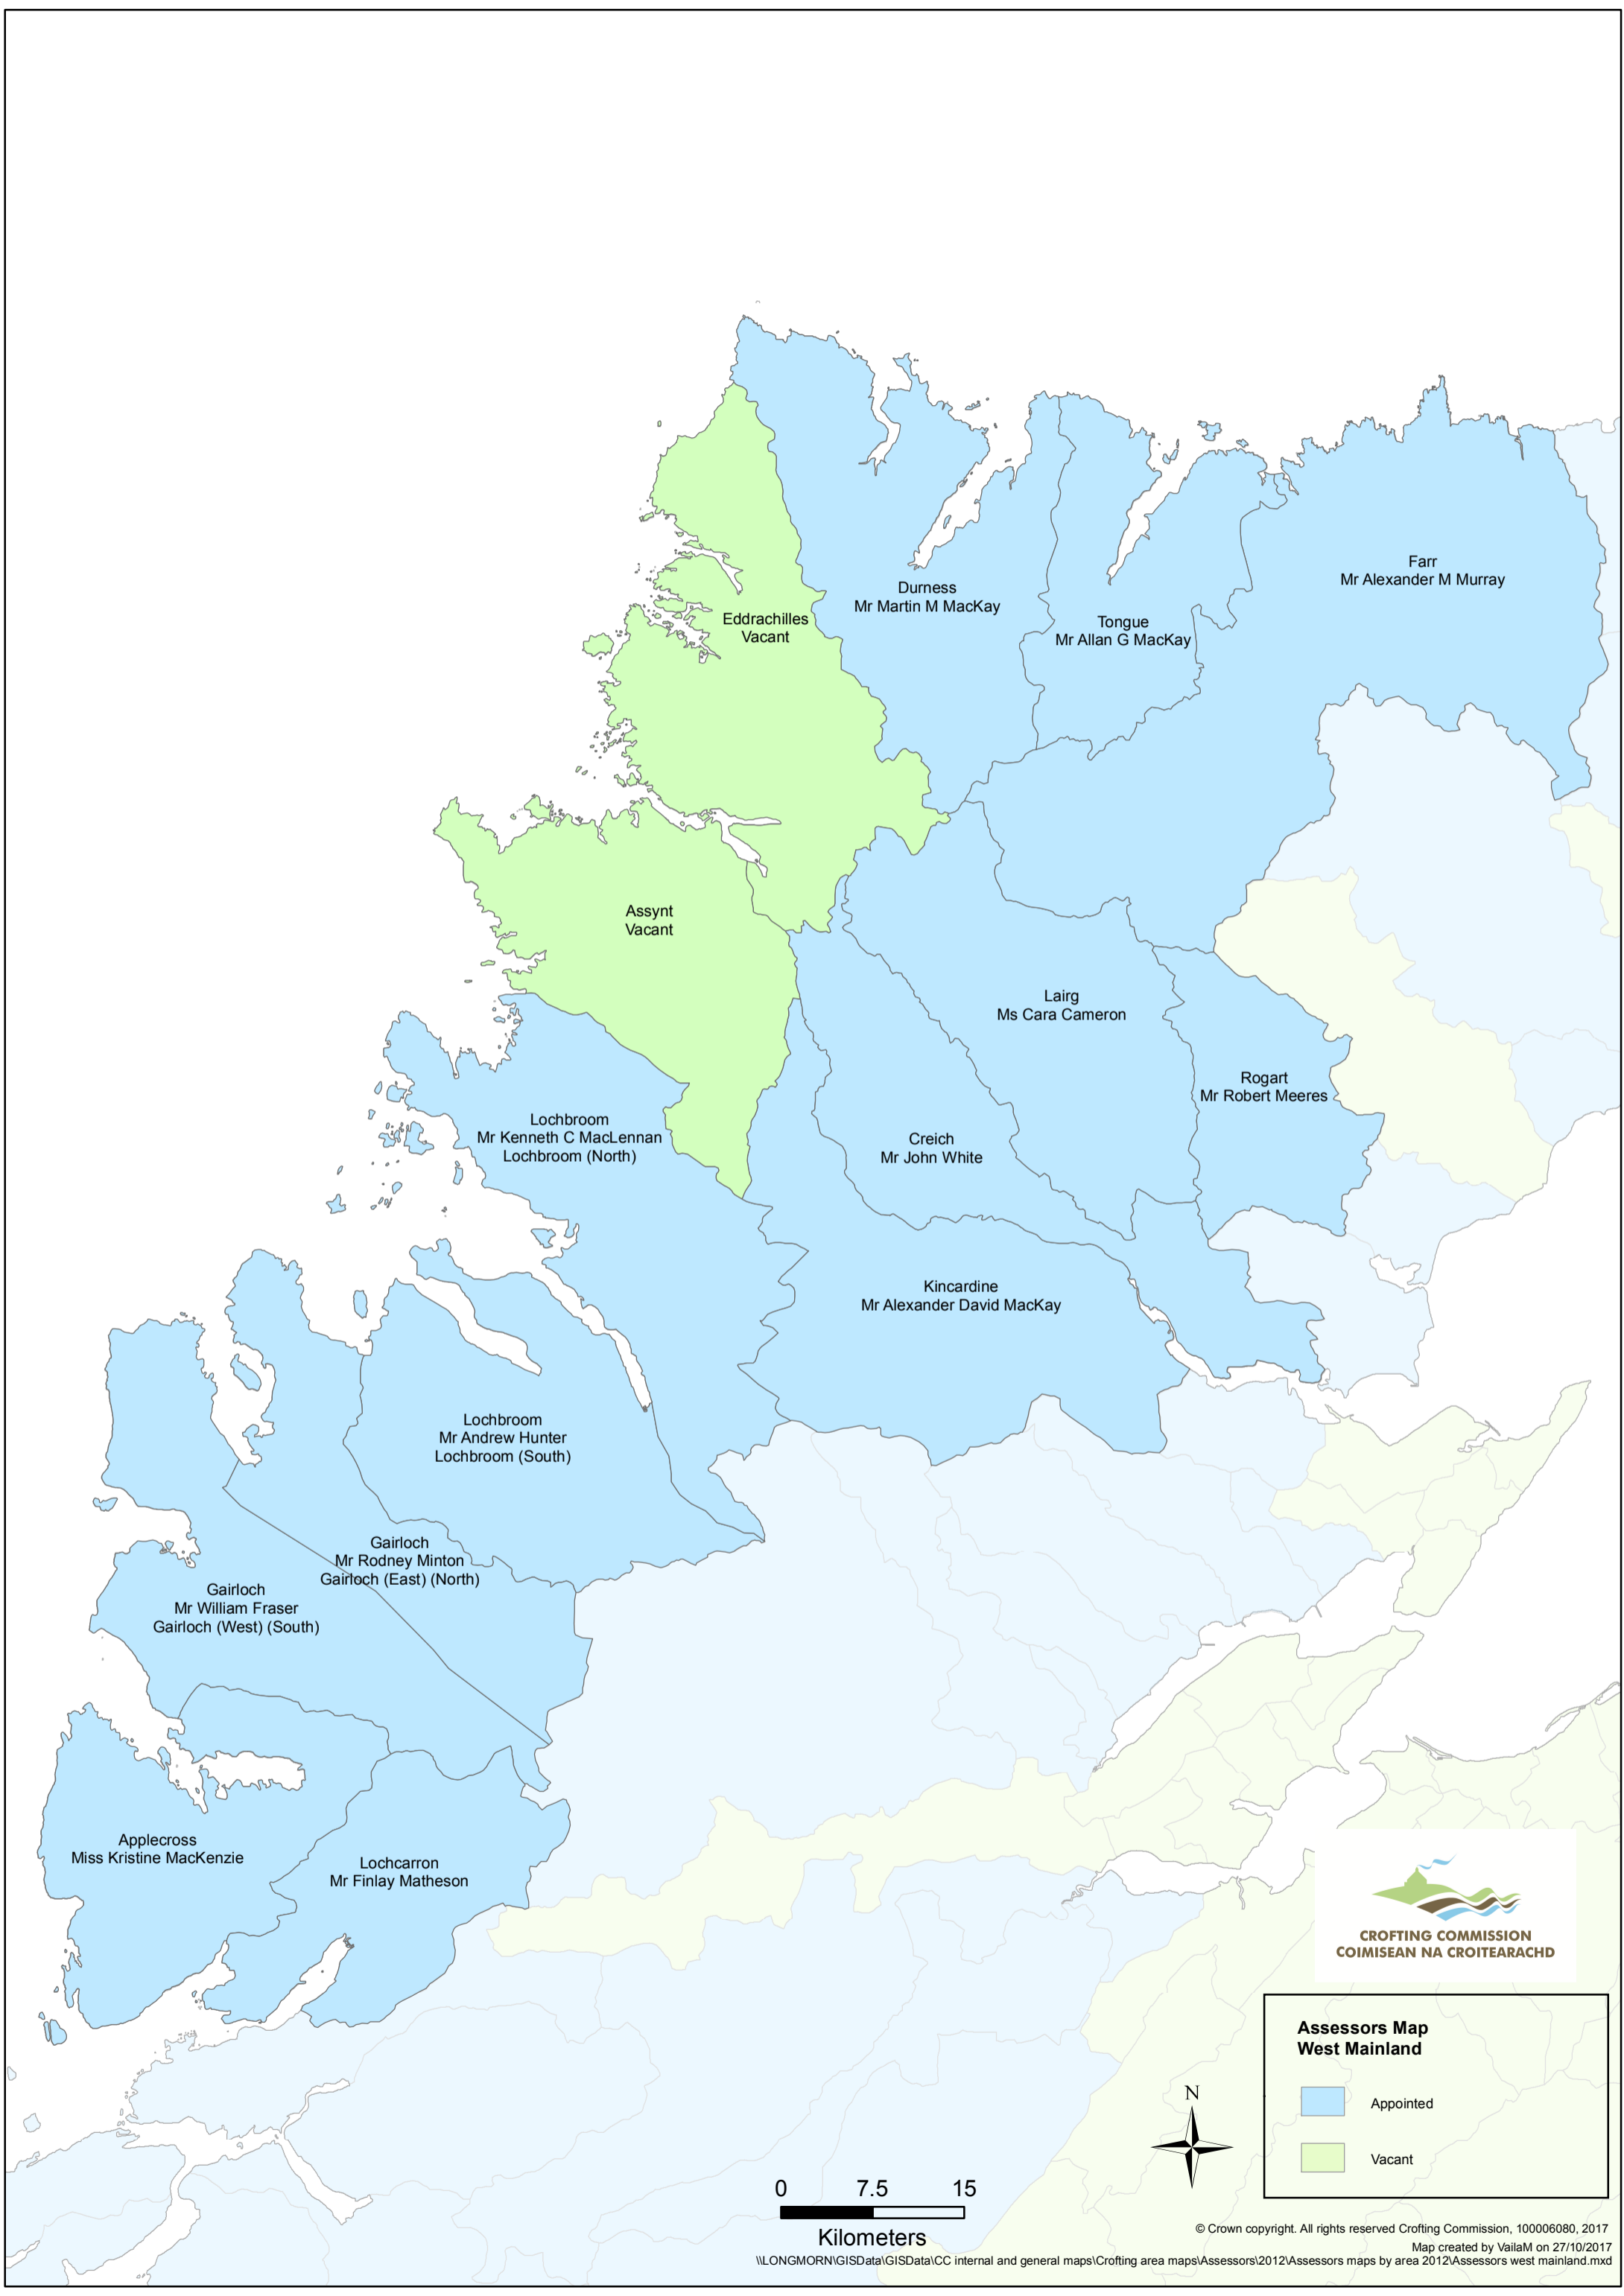 Durness
Mr Martin M MacKay
Farr
Mr Alexander M Murray
Eddrachilles
Vacant
Tongue
Mr Allan G MacKay
Assynt
Vacant
Lairg
Ms Cara Cameron
Rogart
Mr Robert Meeres
Lochbroom
Mr Kenneth C MacLennan
Lochbroom (North)
Creich
Mr John White
Kincardine
Mr Alexander David MacKay
Lochbroom
Mr Andrew Hunter
Lochbroom (South)
Gairloch
Mr Rodney Minton
Gairloch (East) (North)
Gairloch
Mr William Fraser
Gairloch (West) (South)
Applecross
Miss Kristine MacKenzie
Lochcarron
Mr Finlay Matheson
CROFTING COMMISSION
COIMISEAN NA CROITEARACHD
Assessors Map
West Mainland
Appointed
Vacant
N
0 7.5 15
Kilometers
© Crown copyright. All rights reserved Crofting Commission, 100006080, 2017
Map created by VailaM on 27/10/2017
\\LONGMORN\GISData\GISData\CC internal and general maps\Crofting area maps\Assessors\2012\Assessors maps by area 2012\Assessors west mainland.mxd